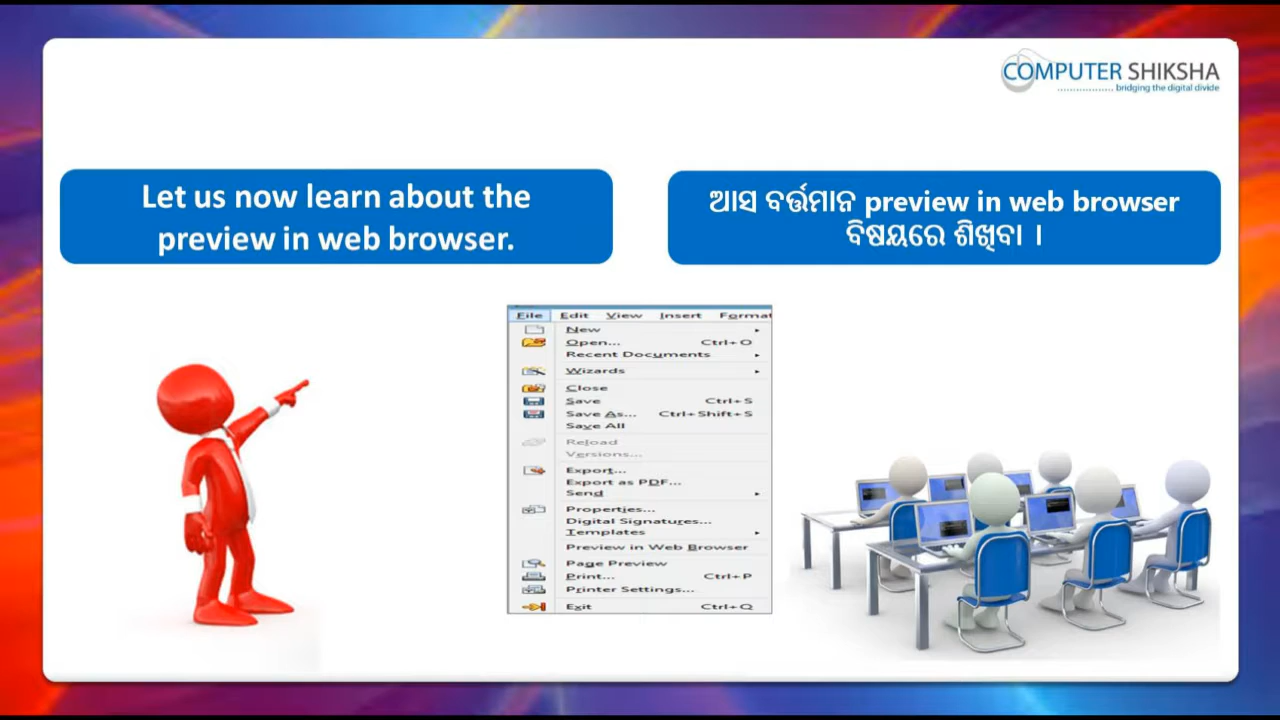 COMPUTER SHIKSHA
bridging the digital divide
Let us now learn about the
preview in web browser.
ଆସ ବର୍ତ୍ତମାନ preview in web browser
ବିଷୟରେ ଶିଖିବା ।
File Edit View Insert Format
New
Open... Ctrl+O
Recent Documents
Wizards
Close
Save Ctrl+S
Save As... Ctrl+Shift+S
Save All
Reload
Versions...
Export...
Export as PDF...
Send
Properties...
Digital Signatures...
Templates
Preview in Web Browser
Page Preview
Print... Ctrl+P
Printer Settings...
Exit Ctrl+Q